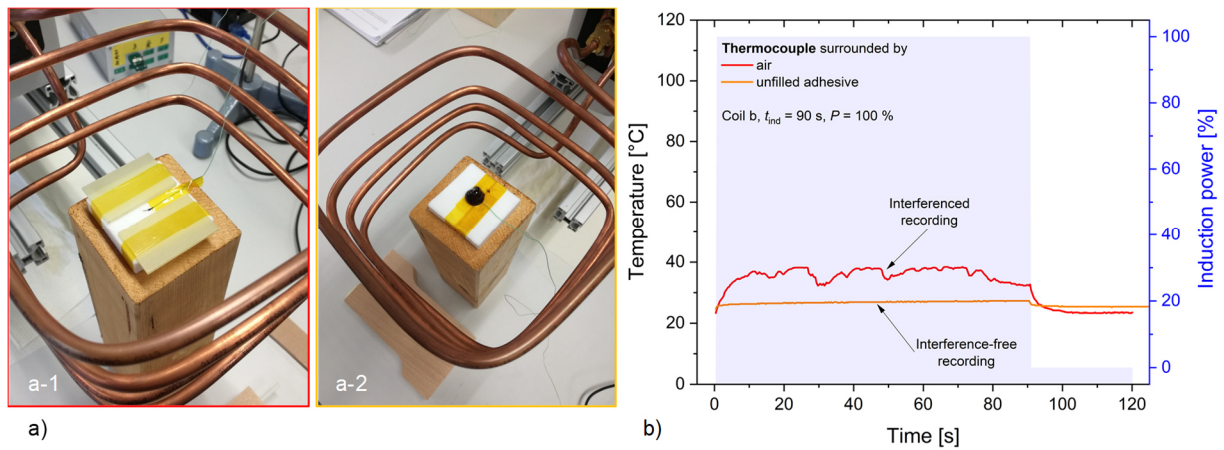 a-1
a-2
a)
b)
Temperature [°C]
120
100
80
60
40
20
0
Thermocouple surrounded by
air
unfilled adhesive
Coil b, tind = 90 s, P = 100 %
Interferenced
recording
Interference-free
recording
0 20 40 60 80 100 120
Time [s]
100
80
60
40
20
0
Induction power [%]